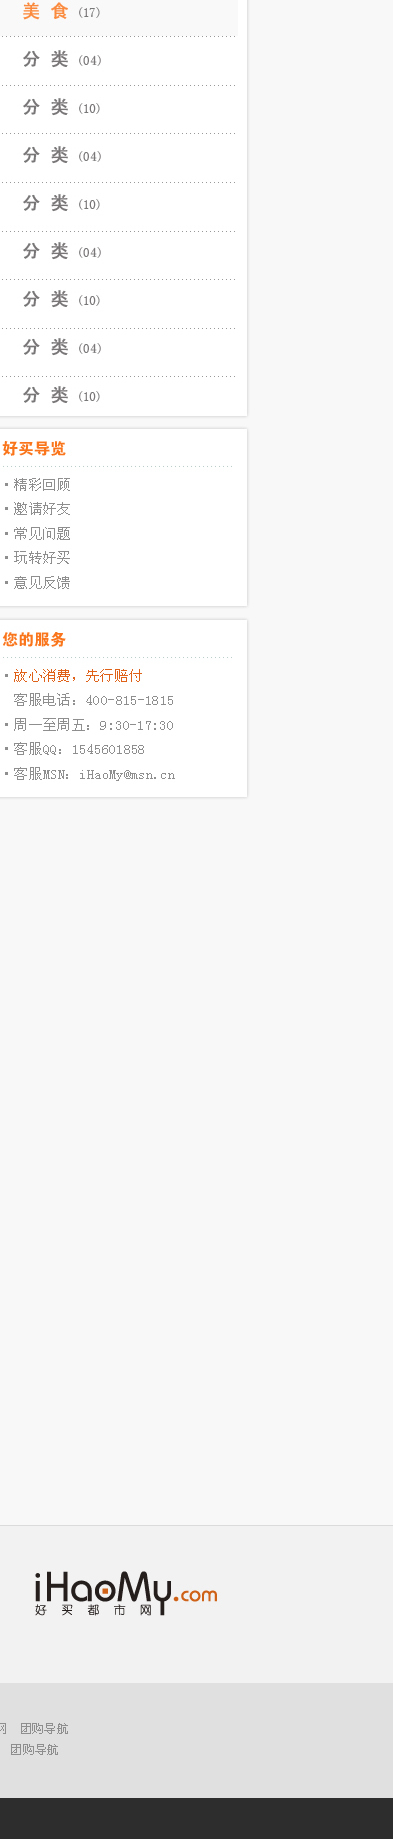 美 食 (17)
分 类 (04)
分 类 (10)
分 类 (04)
分 类 (10)
分 类 (04)
分 类 (10)
分 类 (04)
分 类 (10)
好买导览
·精彩回顾
·邀请好友
·常见问题
·玩转好买
·意见反馈
您的服务
·放心消费，先行赔付
客服电话：400-815-1815
·周一至周五：9:30-17:30
·客服QQ：1545601858
·客服MSN：iHaoMy@msn.cn
iHaoMy.com
好买都市网
网 团购导航
团购导航